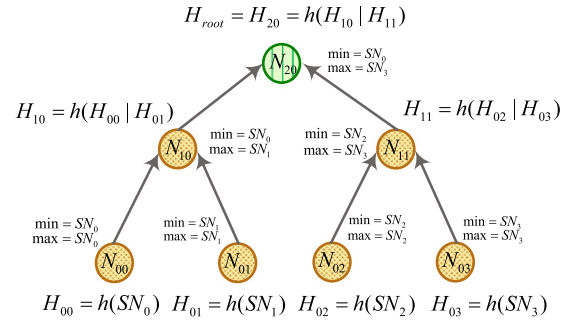 H_root = H_20 = h(H_10 | H_11)
N_20
min = SN_0
max = SN_3
H_10 = h(H_00 | H_01)
H_11 = h(H_02 | H_03)
N_10
min = SN_0
max = SN_1
min = SN_2
max = SN_3
N_11
min = SN_0
max = SN_0
min = SN_1
max = SN_1
min = SN_2
max = SN_2
min = SN_3
max = SN_3
N_00
N_01
N_02
N_03
H_00 = h(SN_0) H_01 = h(SN_1) H_02 = h(SN_2) H_03 = h(SN_3)